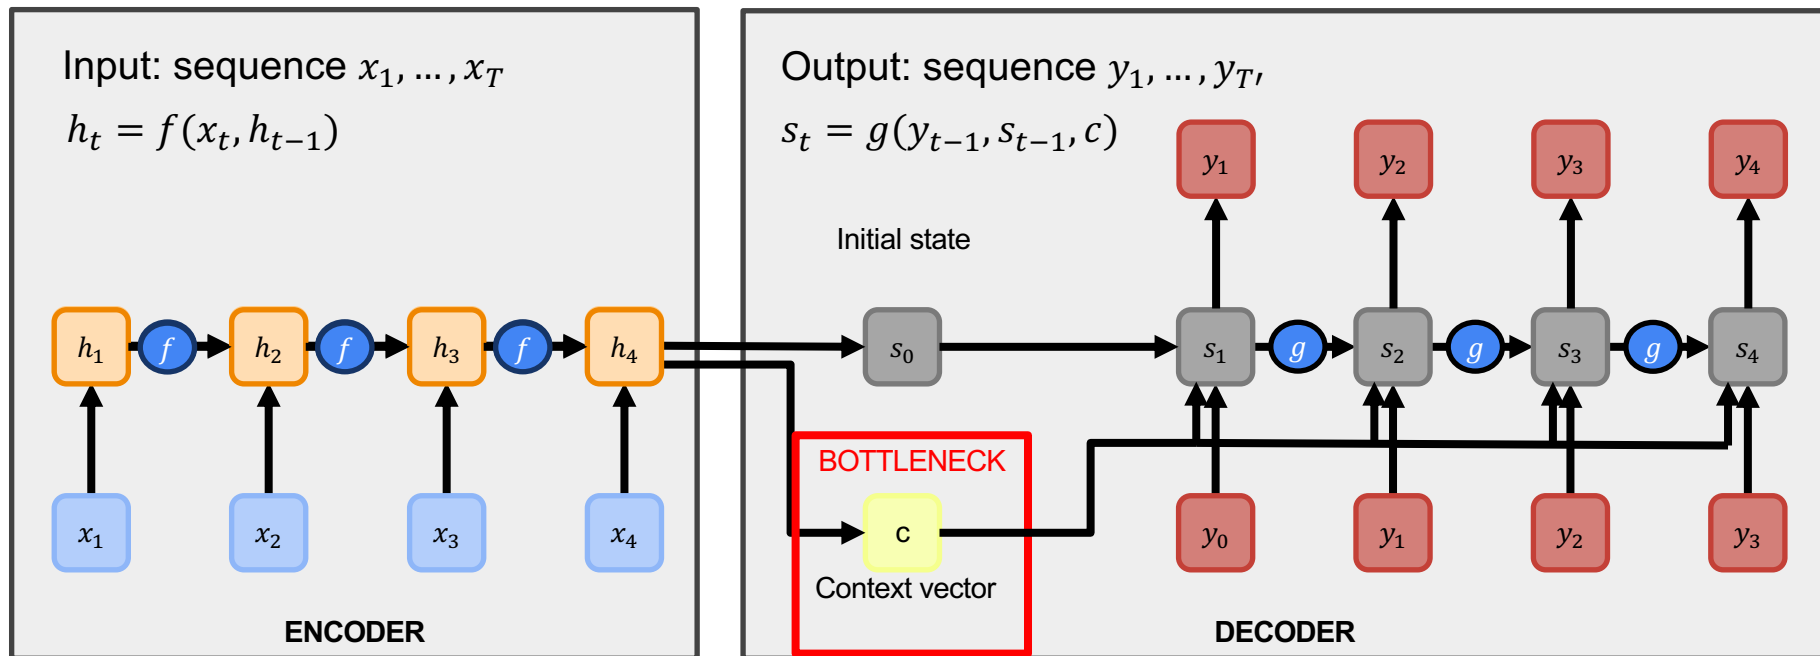 Input: sequence x₁, … , x_T
h_t = f(x_t, h_{t−1})
h₁
f
h₂
f
h₃
f
h₄
x₁
x₂
x₃
x₄
ENCODER
Output: sequence y₁, … , y_{T′}
s_t = g(y_{t−1}, s_{t−1}, c)
y₁
y₂
y₃
y₄
Initial state
s₀
s₁
g
s₂
g
s₃
g
s₄
BOTTLENECK
c
Context vector
y₀
y₁
y₂
y₃
DECODER